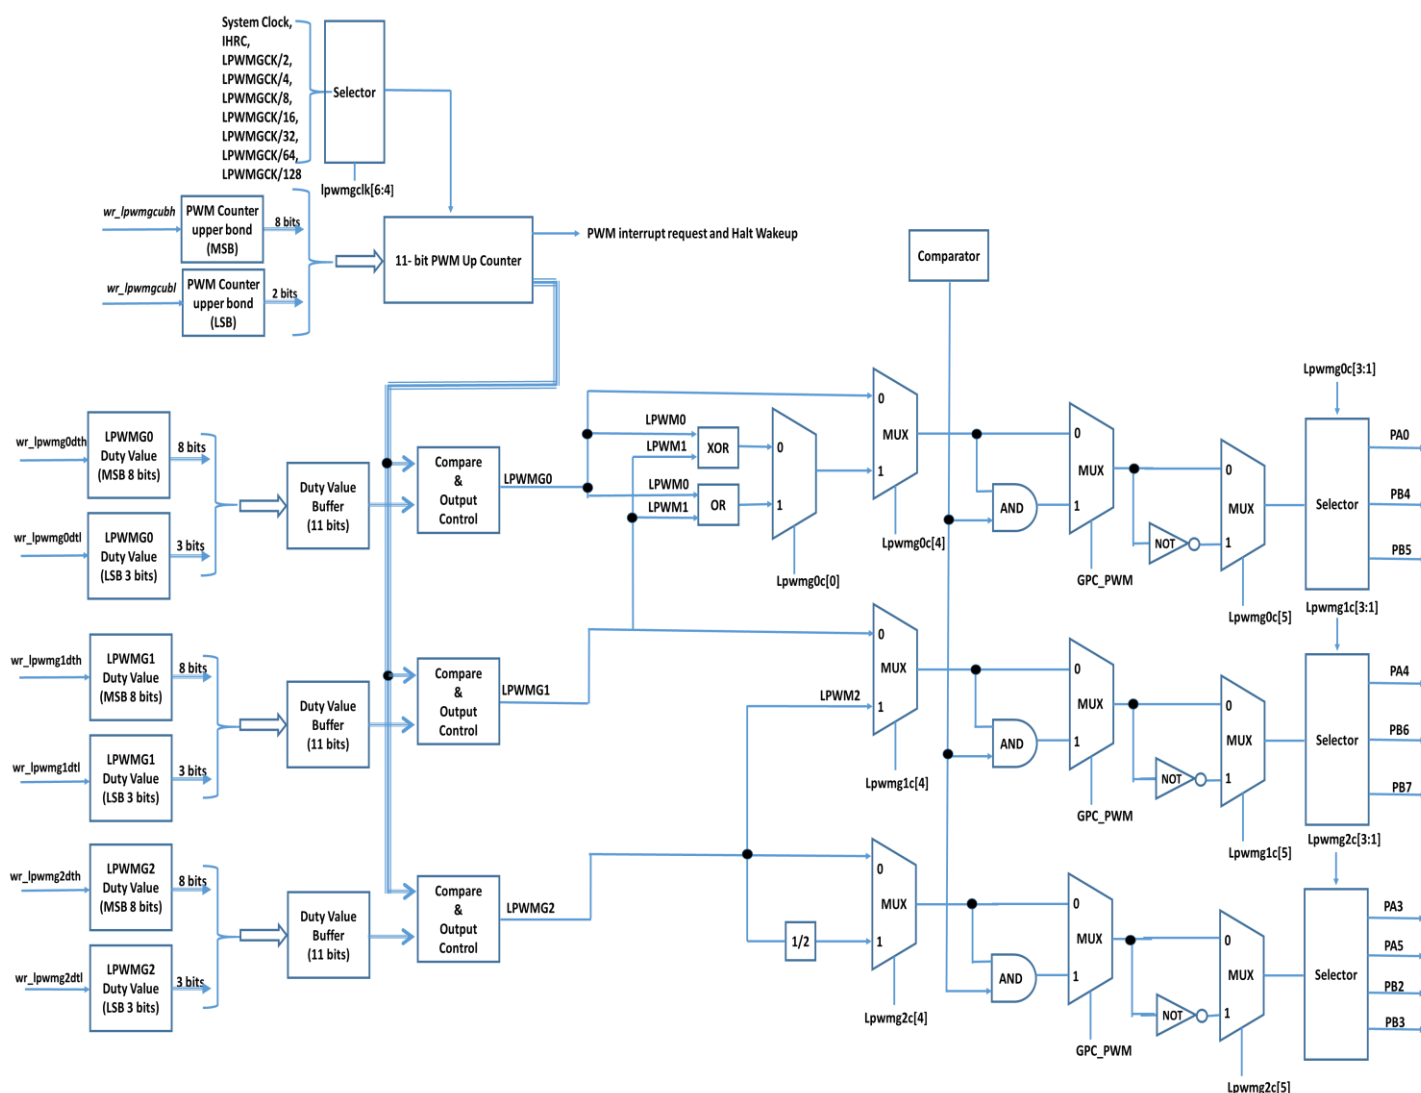 System Clock,
IHRC,
LPWMGCK/2,
LPWMGCK/4,
LPWMGCK/8,
LPWMGCK/16,
LPWMGCK/32,
LPWMGCK/64,
LPWMGCK/128
Selector
lpwmgclk[6:4]
wr_lpwmgcubh
PWM Counter
upper bond
(MSB)
8 bits
wr_lpwmgcubl
PWM Counter
upper bond
(LSB)
2 bits
11- bit PWM Up Counter
PWM interrupt request and Halt Wakeup
Comparator
wr_lpwmg0dth
LPWMG0
Duty Value
(MSB 8 bits)
8 bits
wr_lpwmg0dtl
LPWMG0
Duty Value
(LSB 3 bits)
3 bits
Duty Value
Buffer
(11 bits)
Compare
&
Output
Control
LPWMG0
LPWM0
LPWM1
XOR
LPWM0
LPWM1
OR
0
1
Lpwmg0c[0]
0
MUX
1
Lpwmg0c[4]
AND
0
MUX
1
GPC_PWM
NOT
0
MUX
1
Lpwmg0c[5]
Lpwmg0c[3:1]
Selector
PA0
PB4
PB5
wr_lpwmg1dth
LPWMG1
Duty Value
(MSB 8 bits)
8 bits
wr_lpwmg1dtl
LPWMG1
Duty Value
(LSB 3 bits)
3 bits
Duty Value
Buffer
(11 bits)
Compare
&
Output
Control
LPWMG1
LPWM2
0
MUX
1
Lpwmg1c[4]
AND
0
MUX
1
GPC_PWM
NOT
0
MUX
1
Lpwmg1c[5]
Lpwmg1c[3:1]
Selector
PA4
PB6
PB7
wr_lpwmg2dth
LPWMG2
Duty Value
(MSB 8 bits)
8 bits
wr_lpwmg2dtl
LPWMG2
Duty Value
(LSB 3 bits)
3 bits
Duty Value
Buffer
(11 bits)
Compare
&
Output
Control
LPWMG2
1/2
0
MUX
1
Lpwmg2c[4]
AND
0
MUX
1
GPC_PWM
NOT
0
MUX
1
Lpwmg2c[5]
Lpwmg2c[3:1]
Selector
PA3
PA5
PB2
PB3